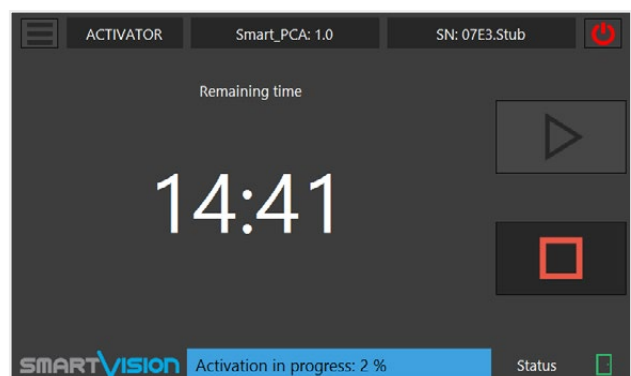 ACTIVATOR Smart_PCA: 1.0 SN: 07E3.Stub
Remaining time
14:41
SMARTVISION Activation in progress: 2 % Status